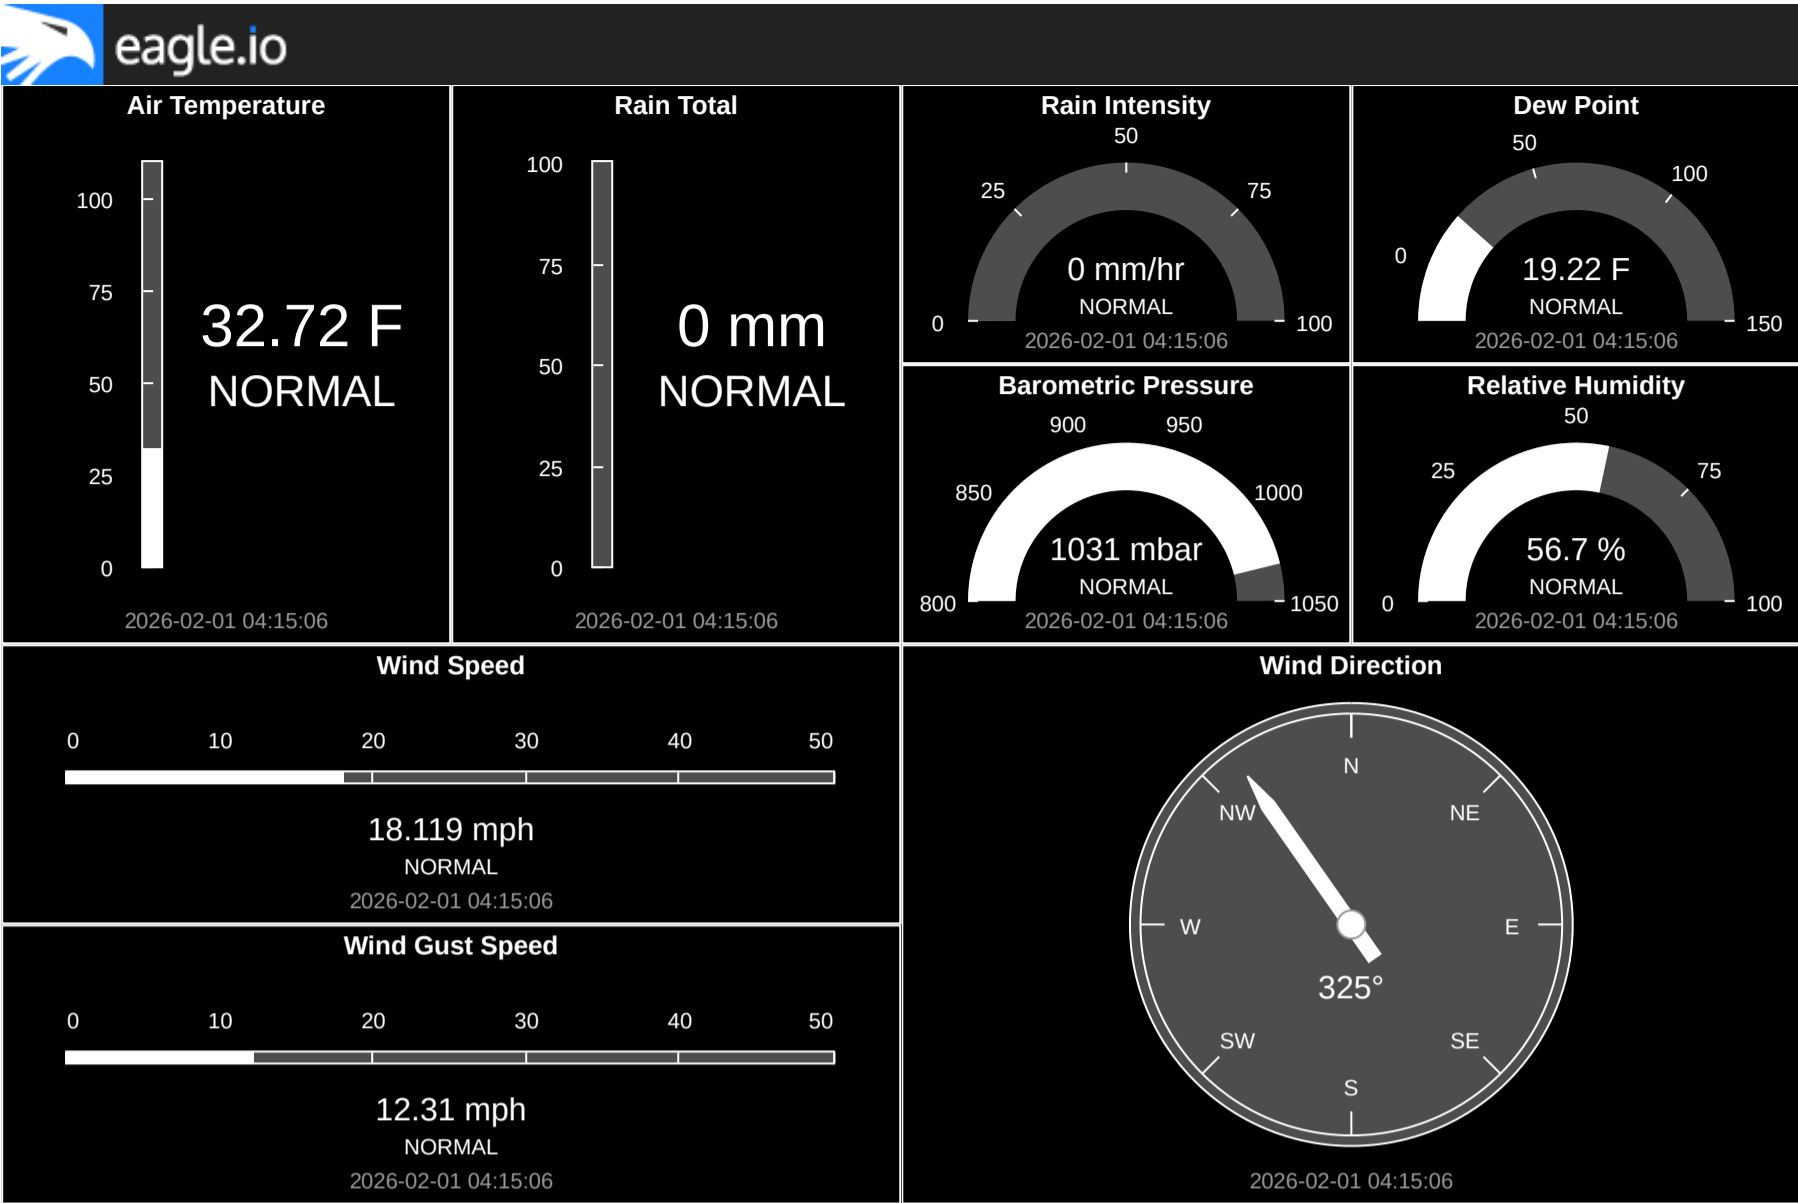 eagle.io
Air Temperature
100
75
50
25
0
32.72 F
NORMAL
2026-02-01 04:15:06
Rain Total
100
75
50
25
0
0 mm
NORMAL
2026-02-01 04:15:06
Rain Intensity
0
25
50
75
100
0 mm/hr
NORMAL
2026-02-01 04:15:06
Dew Point
0
50
100
150
19.22 F
NORMAL
2026-02-01 04:15:06
Barometric Pressure
800
850
900
950
1000
1050
1031 mbar
NORMAL
2026-02-01 04:15:06
Relative Humidity
0
25
50
75
100
56.7 %
NORMAL
2026-02-01 04:15:06
Wind Speed
0 10 20 30 40 50
18.119 mph
NORMAL
2026-02-01 04:15:06
Wind Gust Speed
0 10 20 30 40 50
12.31 mph
NORMAL
2026-02-01 04:15:06
Wind Direction
N
NW NE
W E
325°
SW SE
S
2026-02-01 04:15:06